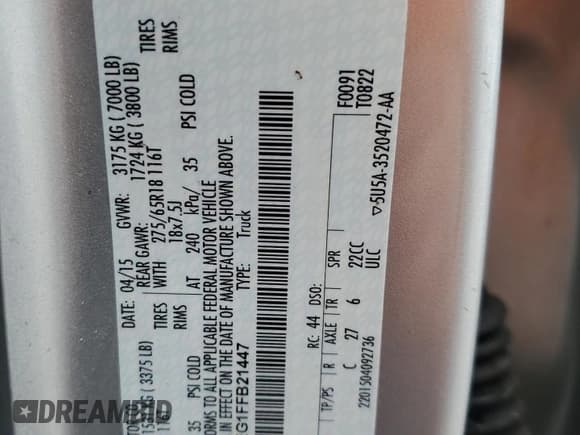 DATE: 04/15 GVWR: 3175 KG ( 7000 LB)
REAR GAWR: 1724 KG ( 3800 LB)
KG ( 3375 LB) WITH 275/65R18 116T TIRES
TIRES 18x7.5J RIMS
RIMS AT 240 kPa/ 35 PSI COLD
35 PSI COLD
TO ALL APPLICABLE FEDERAL MOTOR VEHICLE
IN EFFECT ON THE DATE OF MANUFACTURE SHOWN ABOVE.
G1FFB21447 TYPE: Truck
F0091
T0822
RC: 44 DSO:
TP/PS R AXLE TR SPR
C 27 6 22CC
ULC
2201504092736
5U5A-3520472-AA
DRIVERHISTORY